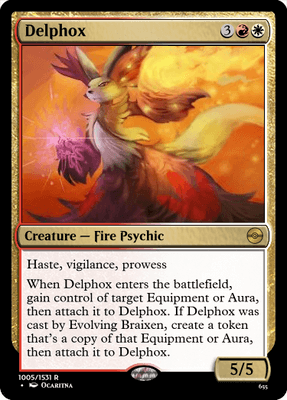 Delphox 3
Creature — Fire Psychic
Haste, vigilance, prowess
When Delphox enters the battlefield,
gain control of target Equipment or Aura,
then attach it to Delphox. If Delphox was
cast by Evolving Braixen, create a token
that's a copy of that Equipment or Aura,
then attach it to Delphox.
5/5
1005/1531 R
• Ocaritna
655